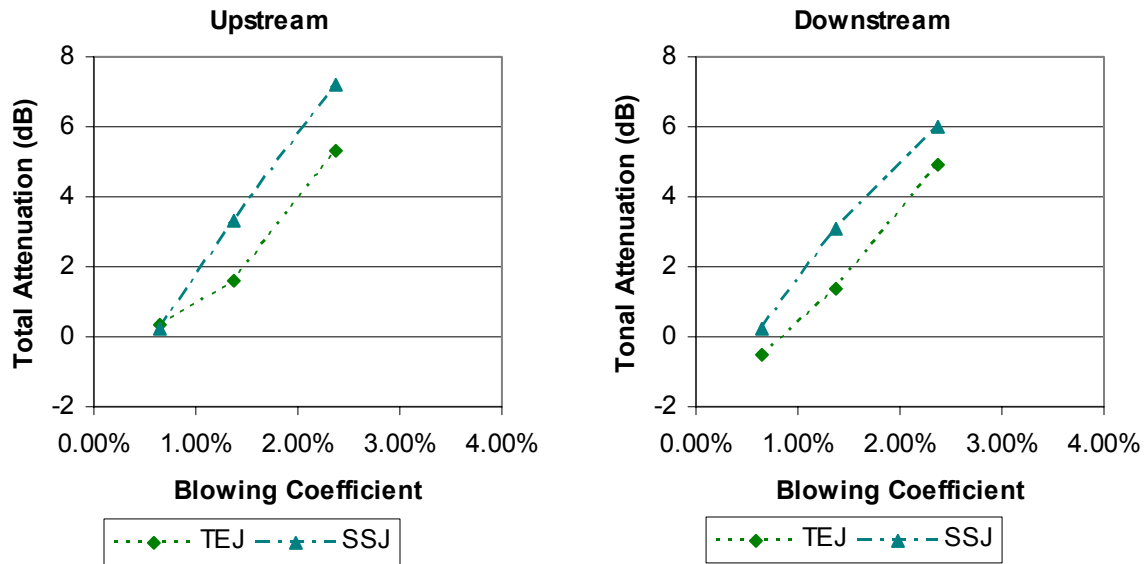 Upstream
Total Attenuation (dB)
8
6
4
2
0
-2
0.00% 1.00% 2.00% 3.00% 4.00%
Blowing Coefficient
TEJ SSJ
Downstream
Tonal Attenuation (dB)
8
6
4
2
0
-2
0.00% 1.00% 2.00% 3.00% 4.00%
Blowing Coefficient
TEJ SSJ